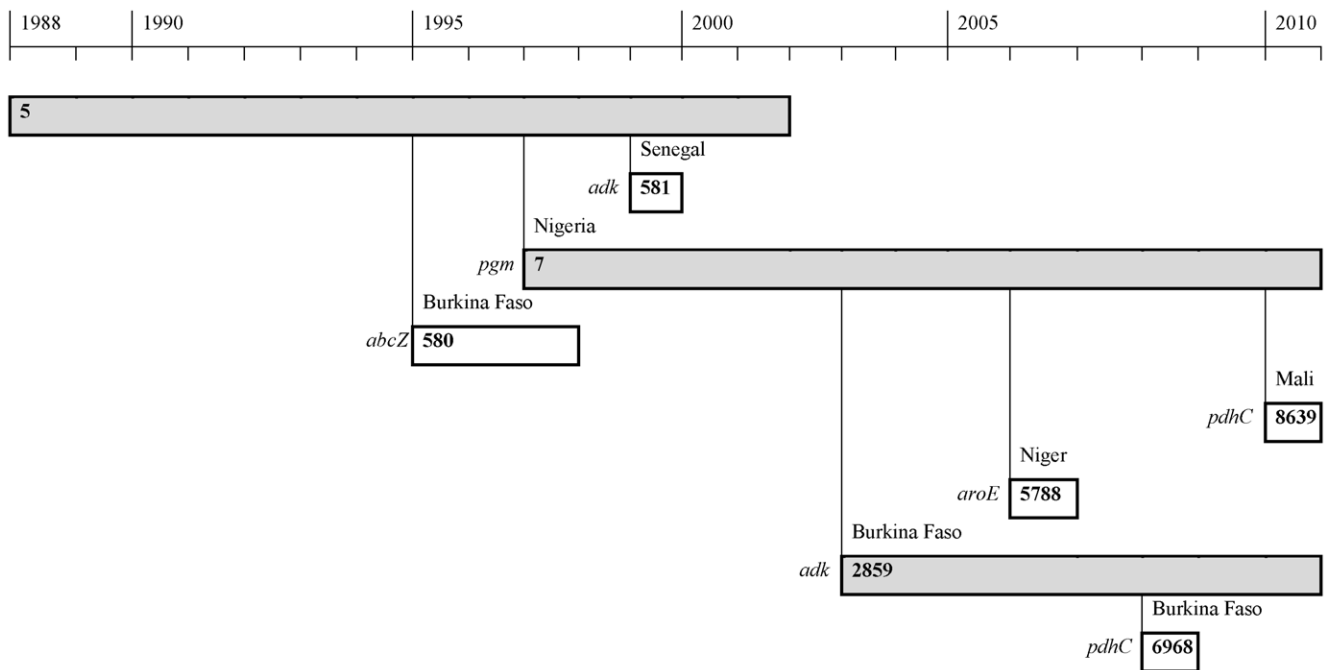 1988 1990 1995 2000 2005 2010
5
Senegal
adk 581
Nigeria
pgm 7
Burkina Faso
abcZ 580
Mali
pdhC 8639
Niger
aroE 5788
Burkina Faso
adk 2859
Burkina Faso
pdhC 6968